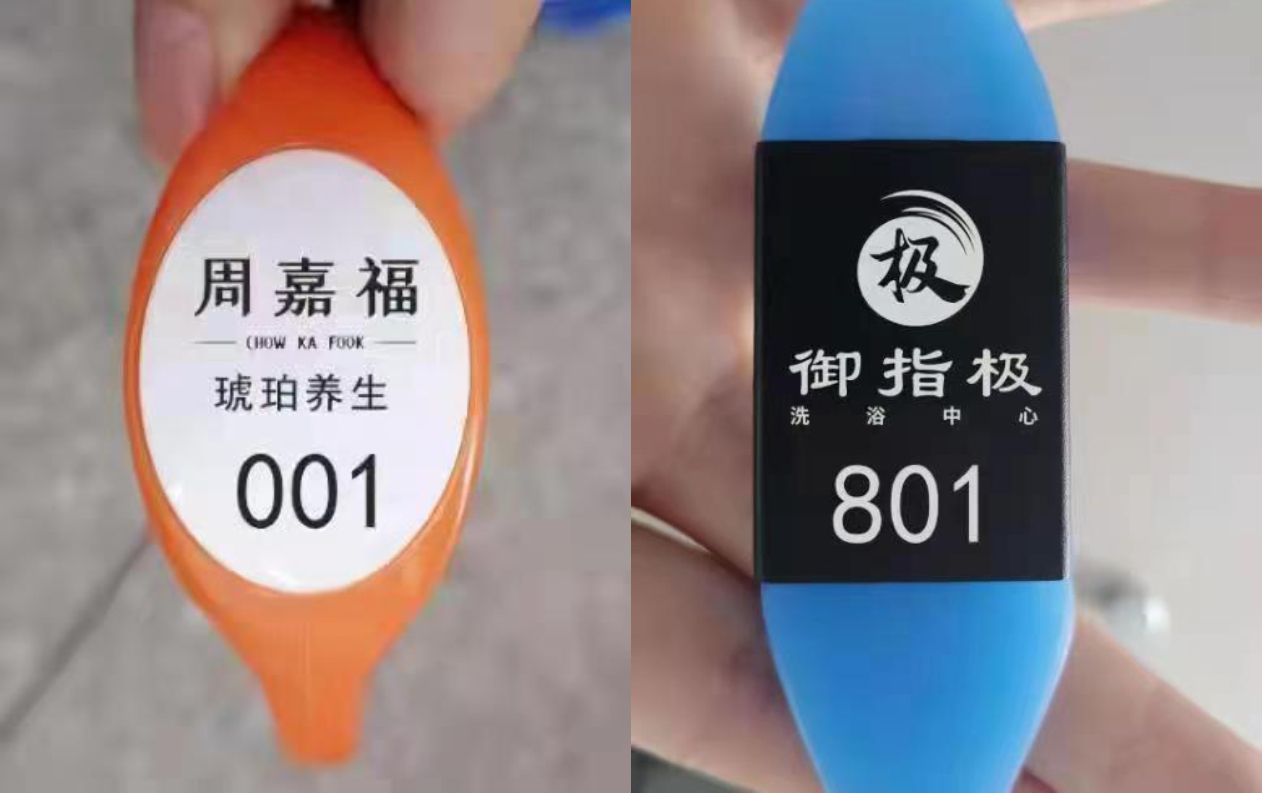 周嘉福
CHOW KA FOOK
琥珀养生
001
极
御指极
洗浴中心
801